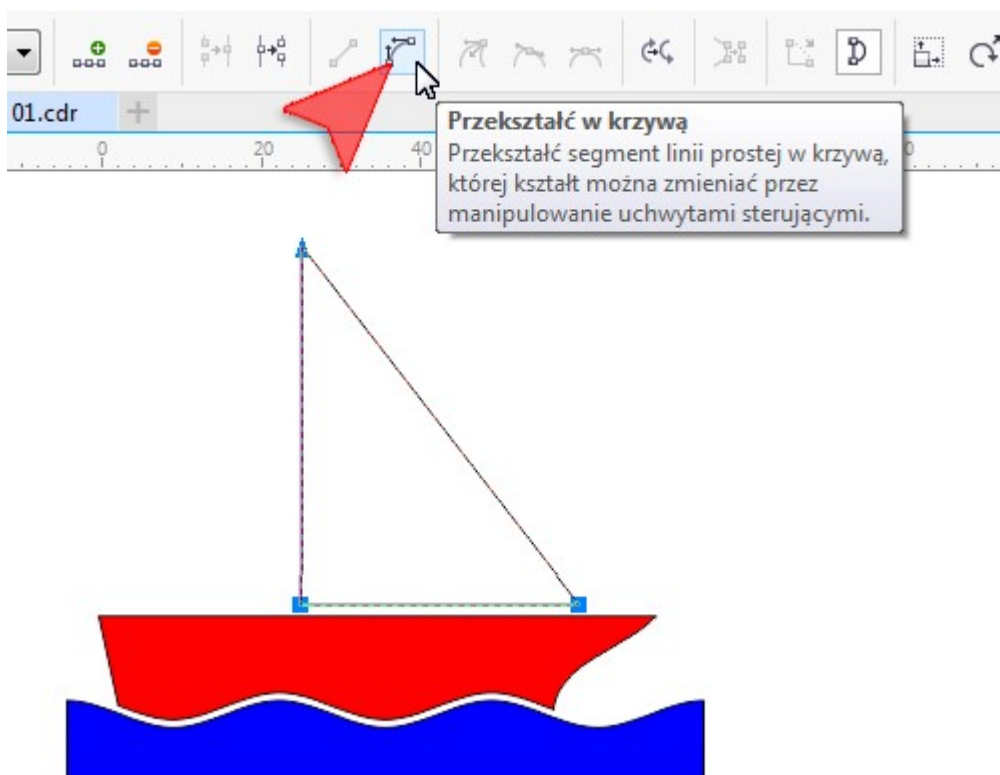 01.cdr
0 20 40 0
Przekształć w krzywą
Przekształć segment linii prostej w krzywą,
której kształt można zmieniać przez
manipulowanie uchwytami sterującymi.